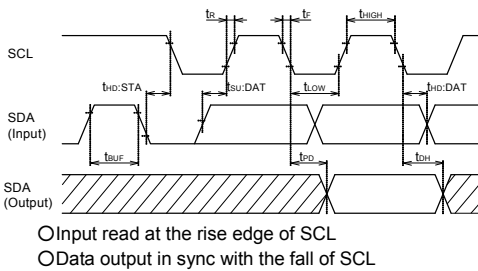 tR tF tHIGH
SCL
tHD:STA tSU:DAT tLOW tHD:DAT
SDA
(Input)
tBUF tPD tDH
SDA
(Output)
○Input read at the rise edge of SCL
○Data output in sync with the fall of SCL